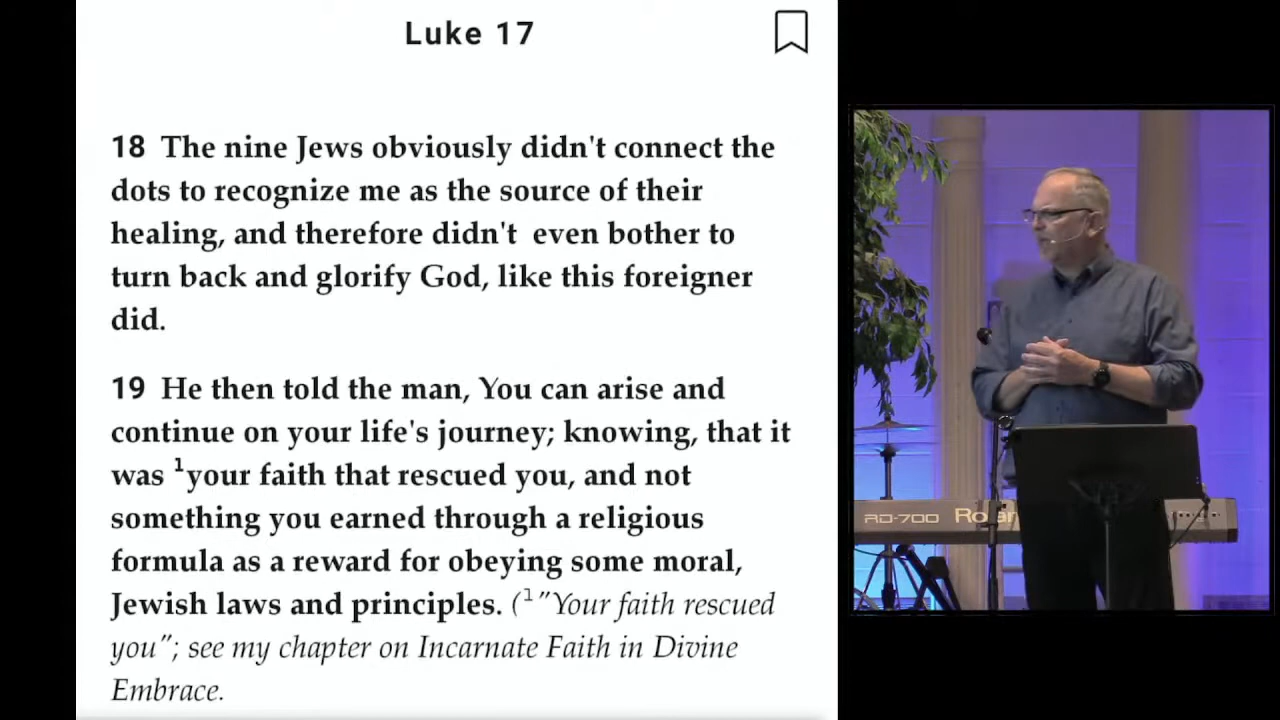 Luke 17
18 The nine Jews obviously didn't connect the
dots to recognize me as the source of their
healing, and therefore didn't even bother to
turn back and glorify God, like this foreigner
did.
19 He then told the man, You can arise and
continue on your life's journey; knowing, that it
was ¹your faith that rescued you, and not
something you earned through a religious
formula as a reward for obeying some moral,
Jewish laws and principles. (¹"Your faith rescued
you"; see my chapter on Incarnate Faith in Divine
Embrace.
RD-700 Rolan